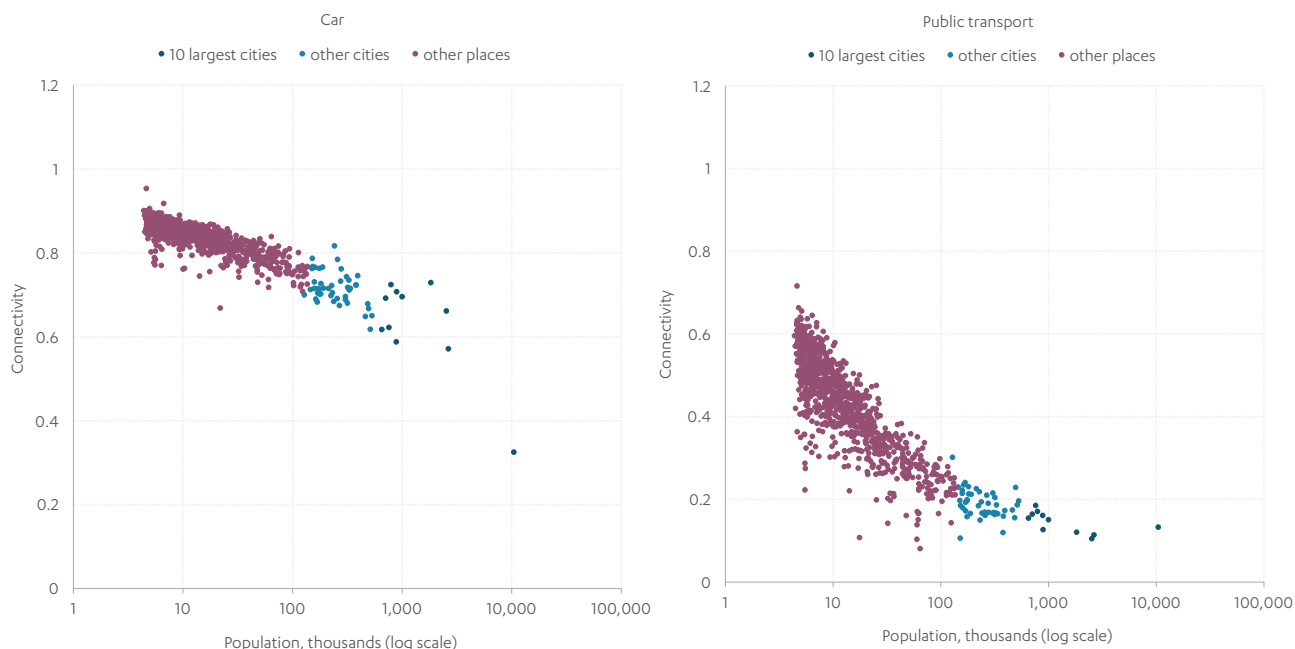 Car
10 largest cities other cities other places
1.2
1
0.8
0.6
0.4
0.2
0
Connectivity
1 10 100 1,000 10,000 100,000
Population, thousands (log scale)
Public transport
10 largest cities other cities other places
1.2
1
0.8
0.6
0.4
0.2
0
Connectivity
1 10 100 1,000 10,000 100,000
Population, thousands (log scale)